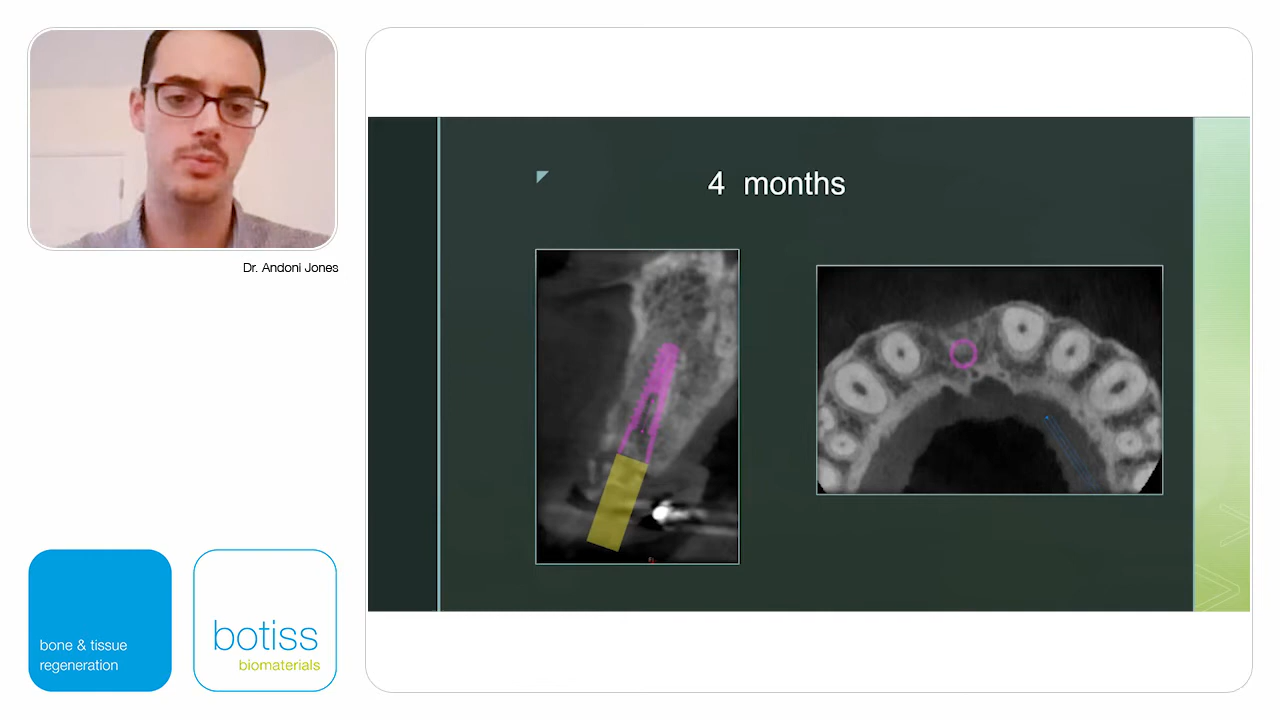 Dr. Andoni Jones
4 months
bone & tissue
regeneration
botiss
biomaterials